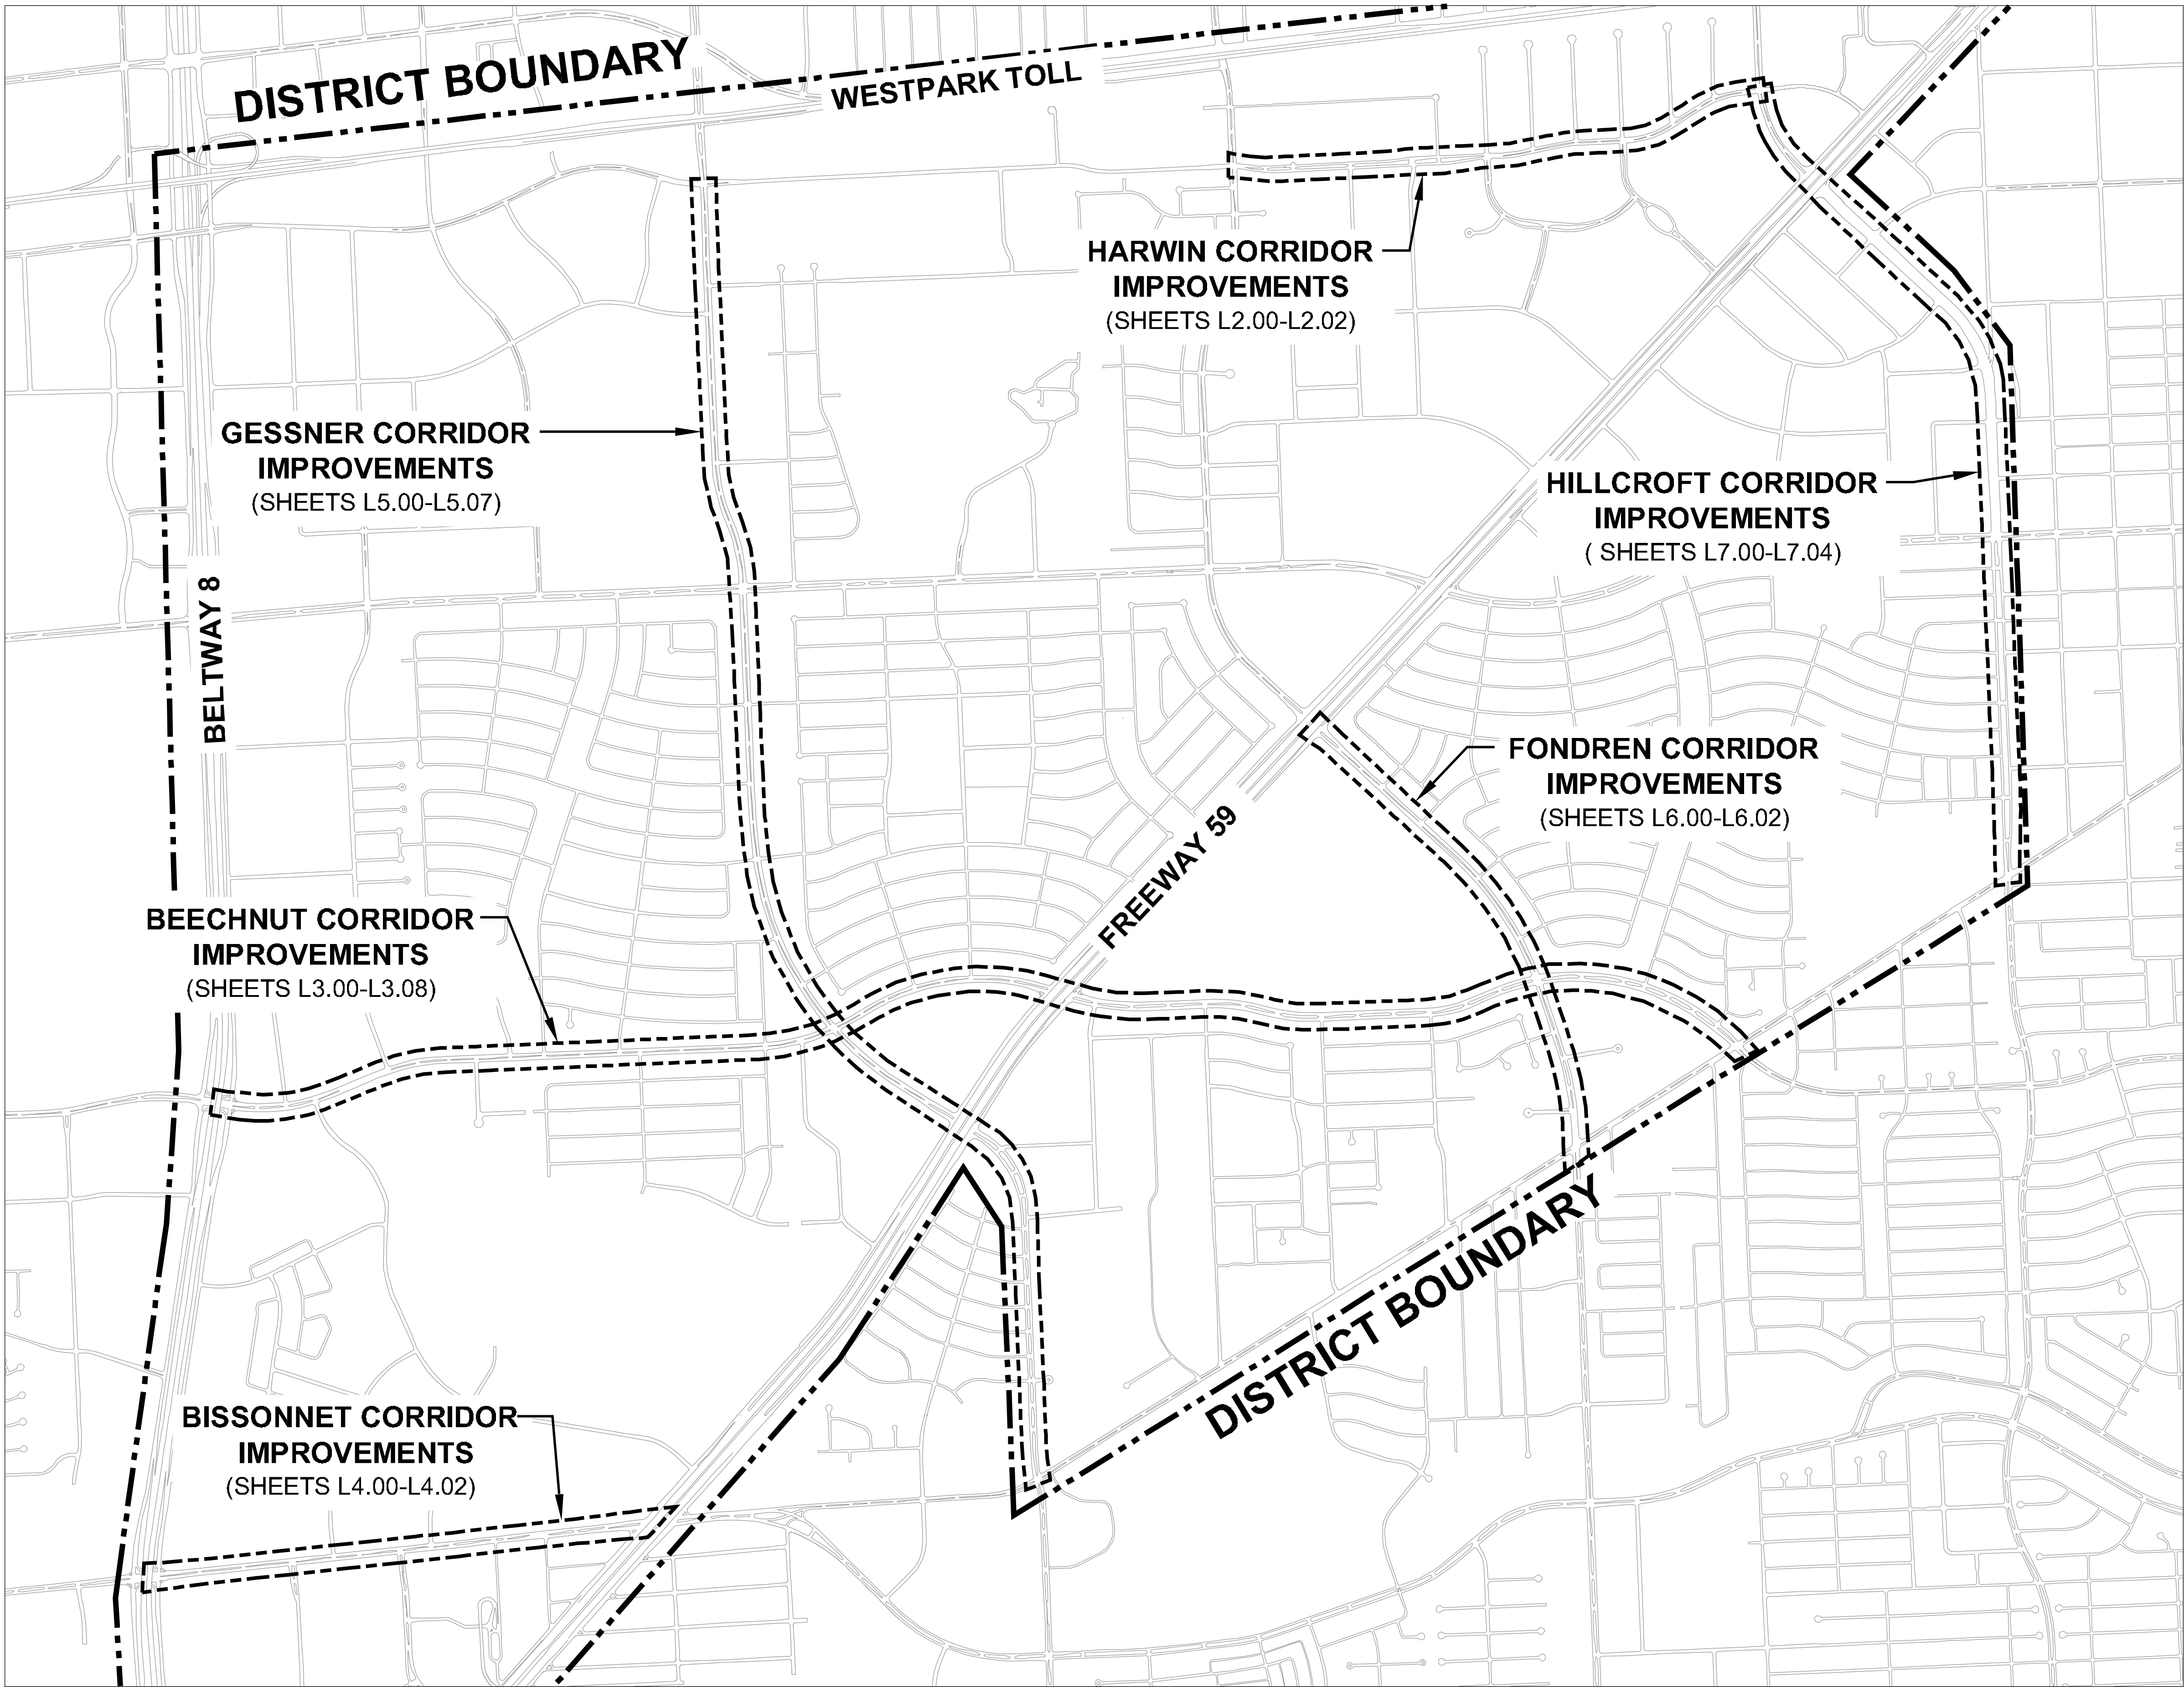 DISTRICT BOUNDARY
WESTPARK TOLL
HARWIN CORRIDOR
IMPROVEMENTS
(SHEETS L2.00-L2.02)
GESSNER CORRIDOR
IMPROVEMENTS
(SHEETS L5.00-L5.07)
HILLCROFT CORRIDOR
IMPROVEMENTS
( SHEETS L7.00-L7.04)
BELTWAY 8
FONDREN CORRIDOR
IMPROVEMENTS
(SHEETS L6.00-L6.02)
FREEWAY 59
BEECHNUT CORRIDOR
IMPROVEMENTS
(SHEETS L3.00-L3.08)
DISTRICT BOUNDARY
BISSONNET CORRIDOR
IMPROVEMENTS
(SHEETS L4.00-L4.02)